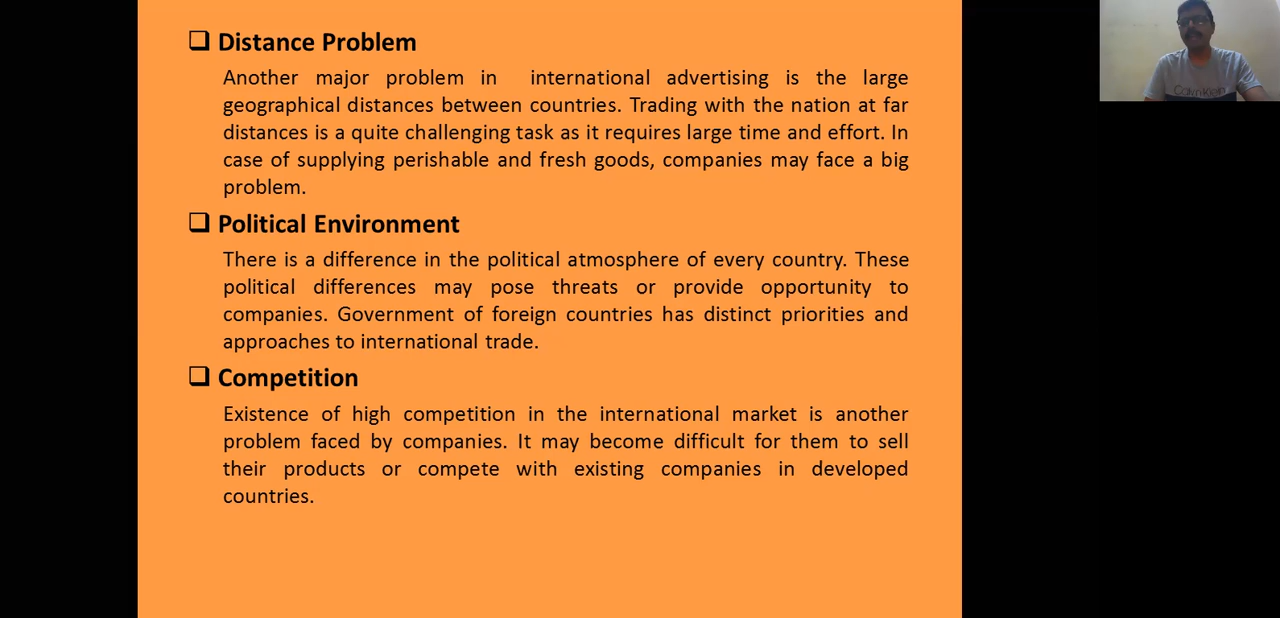 Distance Problem
Another major problem in international advertising is the large
geographical distances between countries. Trading with the nation at far
distances is a quite challenging task as it requires large time and effort. In
case of supplying perishable and fresh goods, companies may face a big
problem.
Political Environment
There is a difference in the political atmosphere of every country. These
political differences may pose threats or provide opportunity to
companies. Government of foreign countries has distinct priorities and
approaches to international trade.
Competition
Existence of high competition in the international market is another
problem faced by companies. It may become difficult for them to sell
their products or compete with existing companies in developed
countries.
Calvin Klein